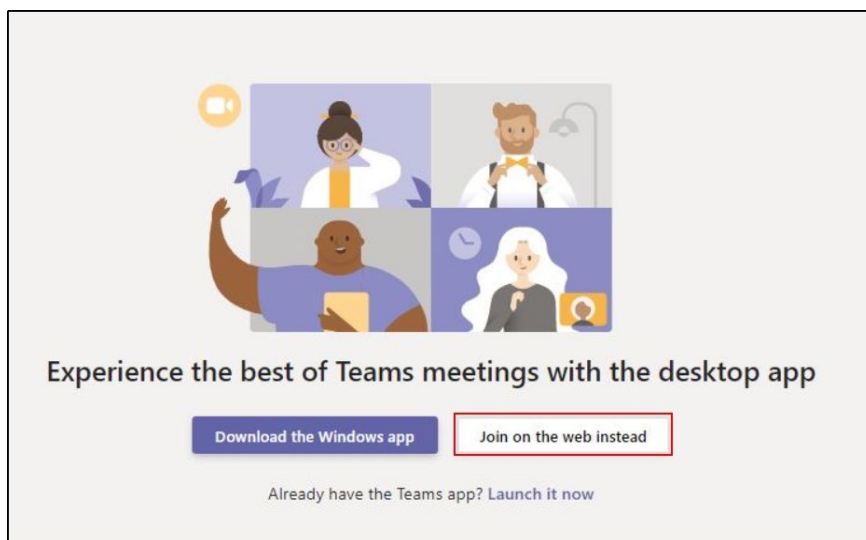 Experience the best of Teams meetings with the desktop app
Download the Windows app
Join on the web instead
Already have the Teams app? Launch it now